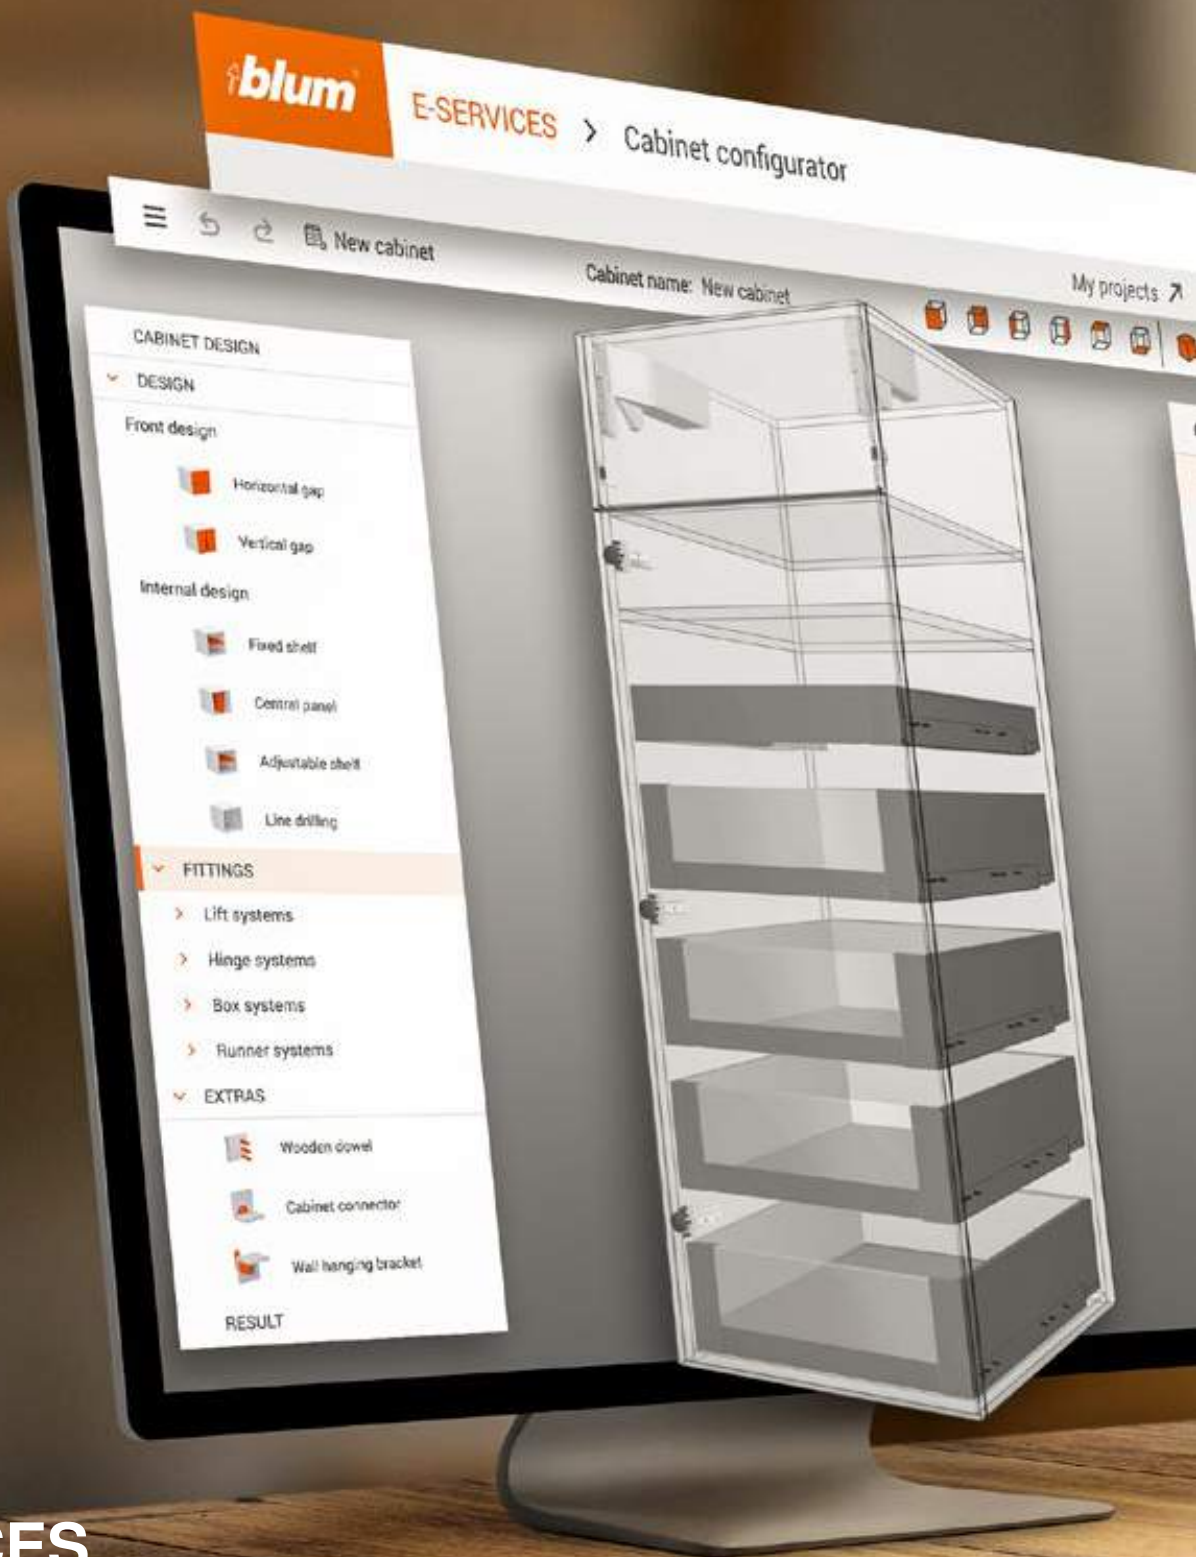 blum
E-SERVICES > Cabinet configurator
New cabinet
Cabinet name: New cabinet
My projects
CABINET DESIGN
DESIGN
Front design
Horizontal gap
Vertical gap
Internal design
Fixed shelf
Central panel
Adjustable shelf
Line drilling
FITTINGS
Lift systems
Hinge systems
Box systems
Runner systems
EXTRAS
Wooden dowel
Cabinet connector
Wall hanging bracket
RESULT